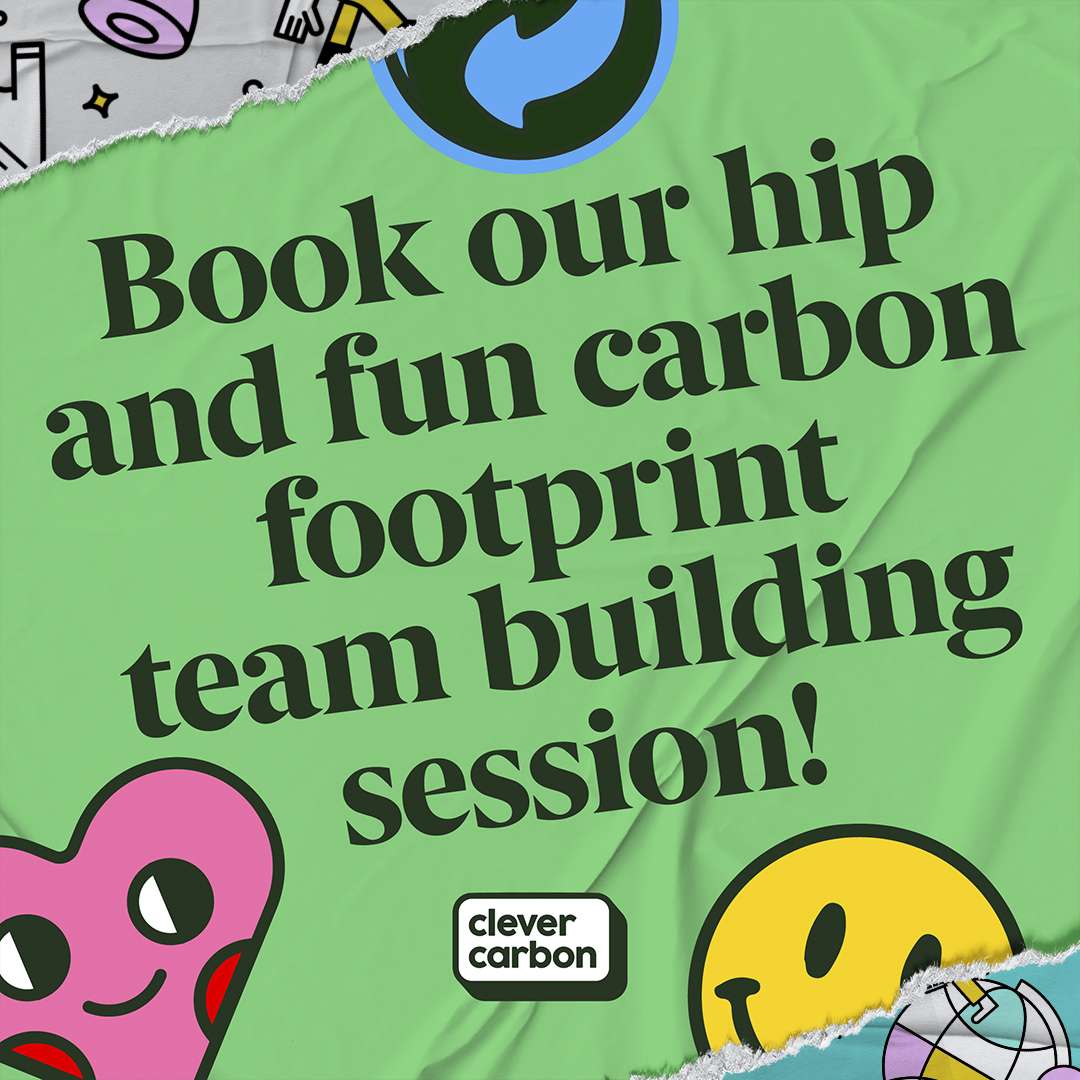 Book our hip
and fun carbon
footprint
team building
session!
clever
carbon